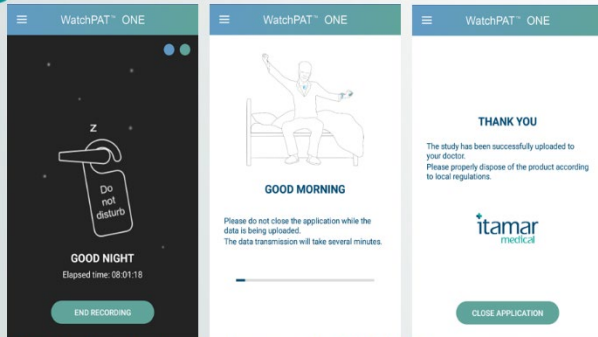 WatchPAT™ ONE
z
Do
not
disturb
GOOD NIGHT
Elapsed time: 08:01:18
END RECORDING
WatchPAT™ ONE
GOOD MORNING
Please do not close the application while the
data is being uploaded.
The data transmission will take several minutes.
WatchPAT™ ONE
THANK YOU
The study has been successfully uploaded to
your doctor.
Please properly dispose of the product according
to local regulations.
itamar
medical
CLOSE APPLICATION